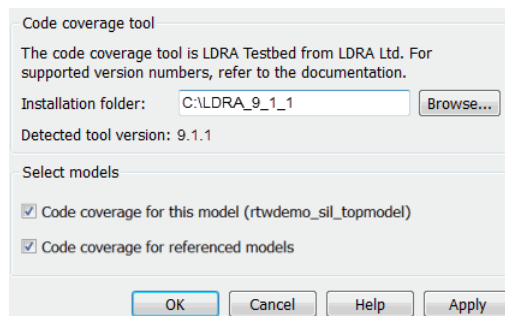 Code coverage tool
The code coverage tool is LDRA Testbed from LDRA Ltd. For
supported version numbers, refer to the documentation.
Installation folder: C:\LDRA_9_1_1 Browse...
Detected tool version: 9.1.1
Select models
Code coverage for this model (rtwdemo_sil_topmodel)
Code coverage for referenced models
OK Cancel Help Apply